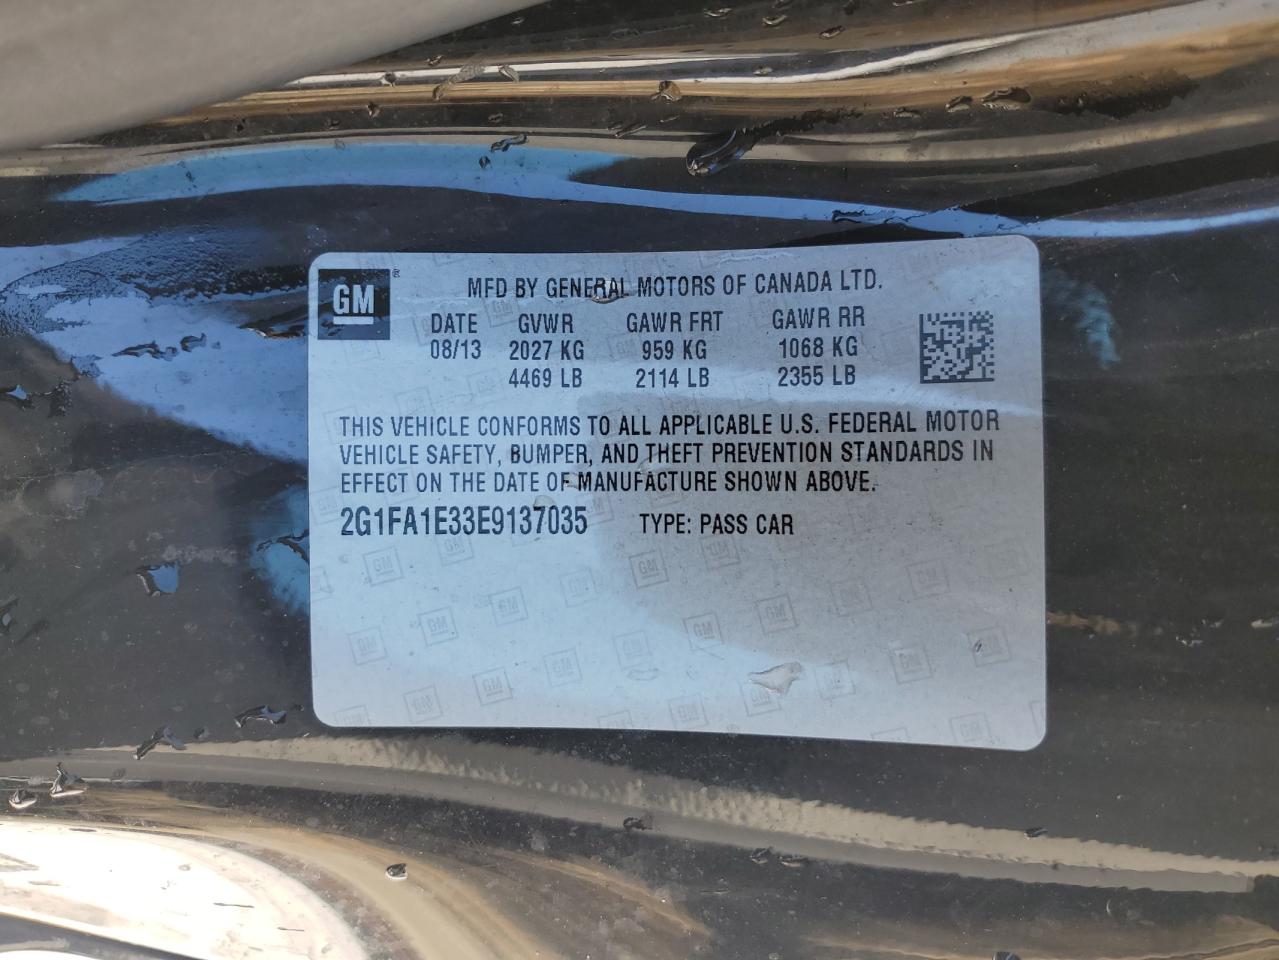 GM®
MFD BY GENERAL MOTORS OF CANADA LTD.
DATE GVWR GAWR FRT GAWR RR
08/13 2027 KG 959 KG 1068 KG
4469 LB 2114 LB 2355 LB
THIS VEHICLE CONFORMS TO ALL APPLICABLE U.S. FEDERAL MOTOR
VEHICLE SAFETY, BUMPER, AND THEFT PREVENTION STANDARDS IN
EFFECT ON THE DATE OF MANUFACTURE SHOWN ABOVE.
2G1FA1E33E9137035 TYPE: PASS CAR